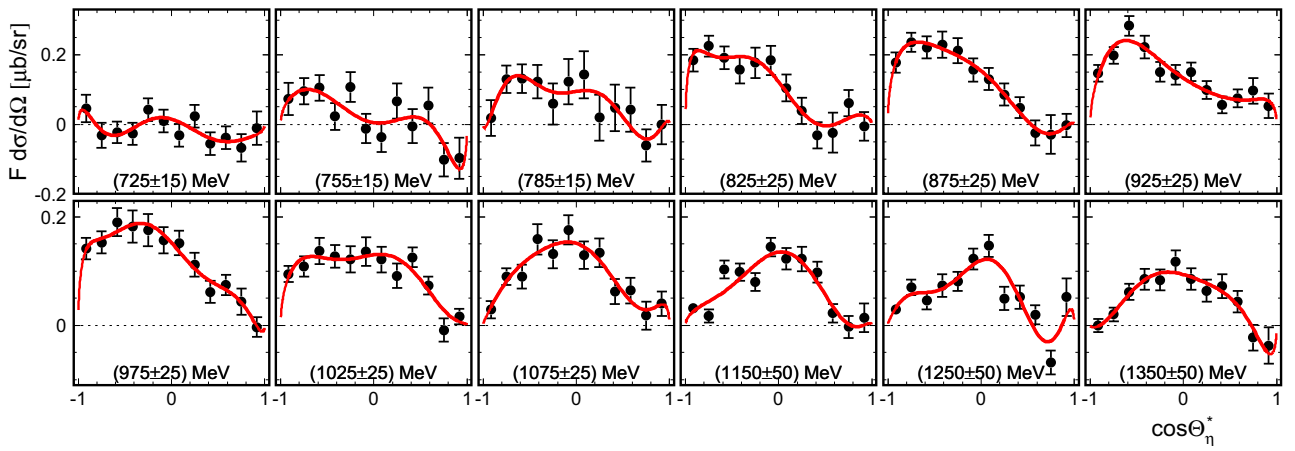 F dσ/dΩ [μb/sr]
0.2
0
-0.2
(725±15) MeV
(755±15) MeV
(785±15) MeV
(825±25) MeV
(875±25) MeV
(925±25) MeV
0.2
0
(975±25) MeV
(1025±25) MeV
(1075±25) MeV
(1150±50) MeV
(1250±50) MeV
(1350±50) MeV
-1 0 1 0 1 0 1 -1 0 1 -1 0 1 -1 0 1
cosΘ*η